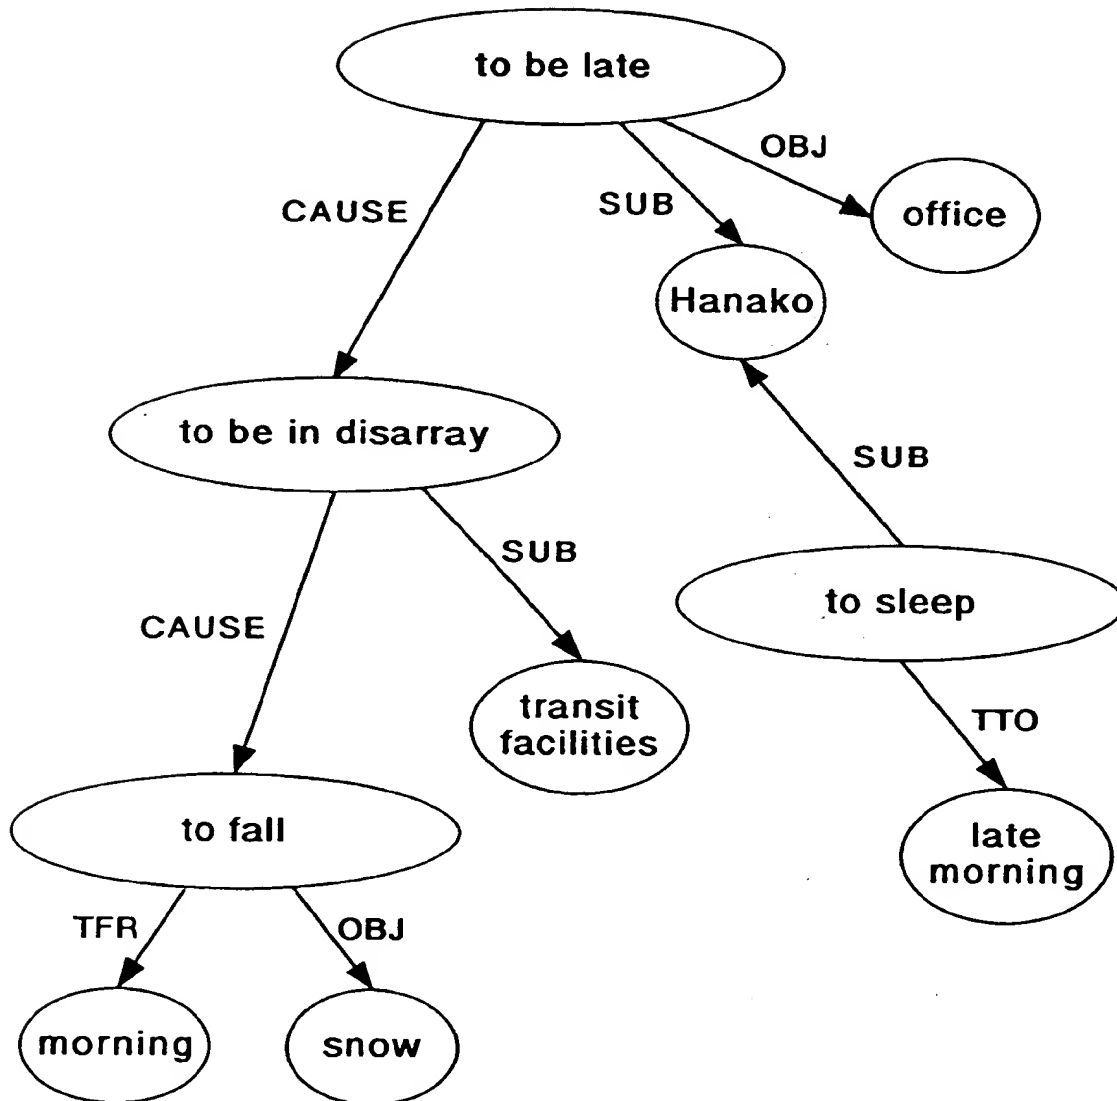 to be late
OBJ
CAUSE
SUB
office
Hanako
to be in disarray
SUB
SUB
to sleep
CAUSE
transit
facilities
TTO
to fall
late
morning
TFR
OBJ
morning
snow